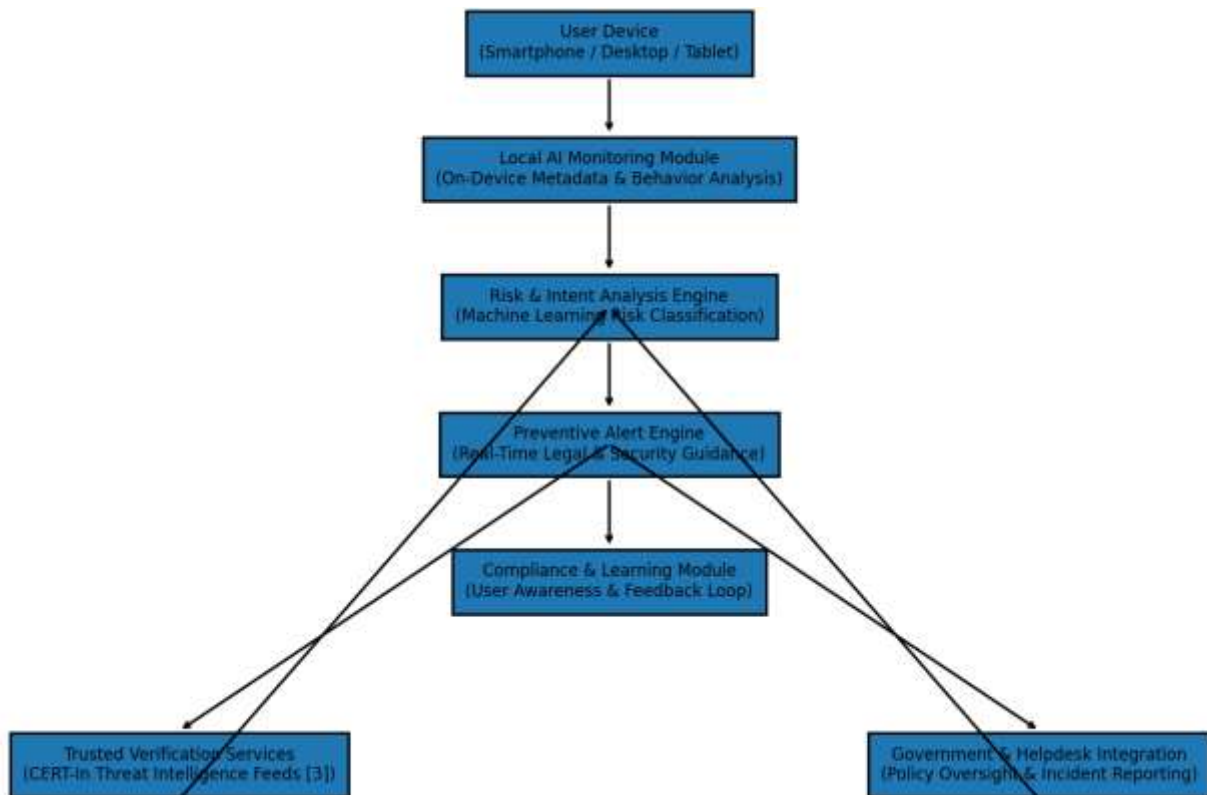 User Device
(Smartphone / Desktop / Tablet)
Local AI Monitoring Module
(On-Device Metadata & Behavior Analysis)
Risk & Intent Analysis Engine
(Machine Learning Risk Classification)
Preventive Alert Engine
(Real-Time Legal & Security Guidance)
Compliance & Learning Module
(User Awareness & Feedback Loop)
Trusted Verification Services
(CERT-In Threat Intelligence Feeds [3])
Government & Helpdesk Integration
(Policy Oversight & Incident Reporting)